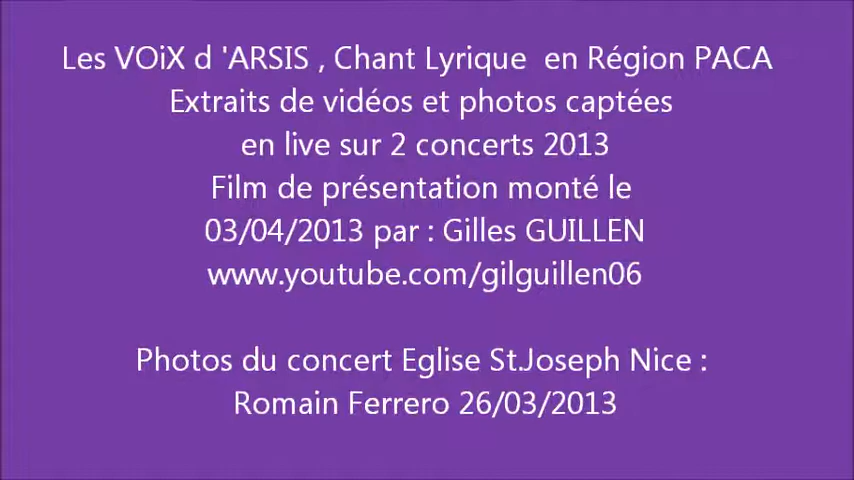 Les VOiX d 'ARSIS , Chant Lyrique  en Région PACA
Extraits de vidéos et photos captées
en live sur 2 concerts 2013
Film de présentation monté le
03/04/2013 par : Gilles GUILLEN
www.youtube.com/gilguillen06
Photos du concert Eglise St.Joseph Nice :
Romain Ferrero 26/03/2013